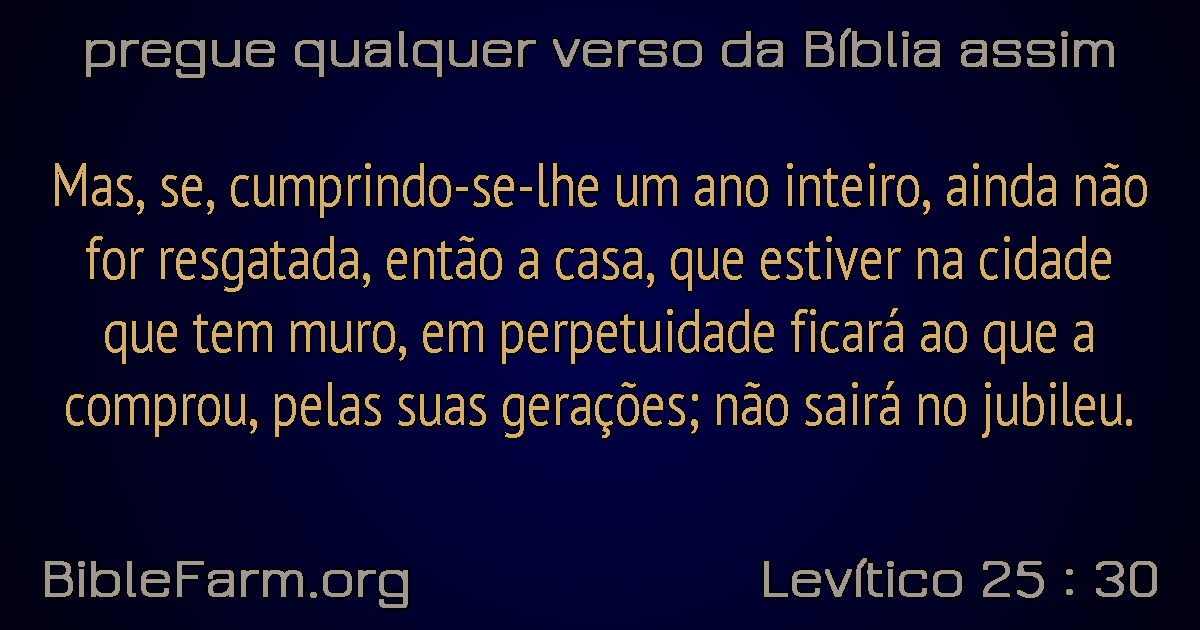 pregue qualquer verso da Bíblia assim
Mas, se, cumprindo-se-lhe um ano inteiro, ainda não
for resgatada, então a casa, que estiver na cidade
que tem muro, em perpetuidade ficará ao que a
comprou, pelas suas gerações; não sairá no jubileu.
BibleFarm.org
Levítico 25 : 30